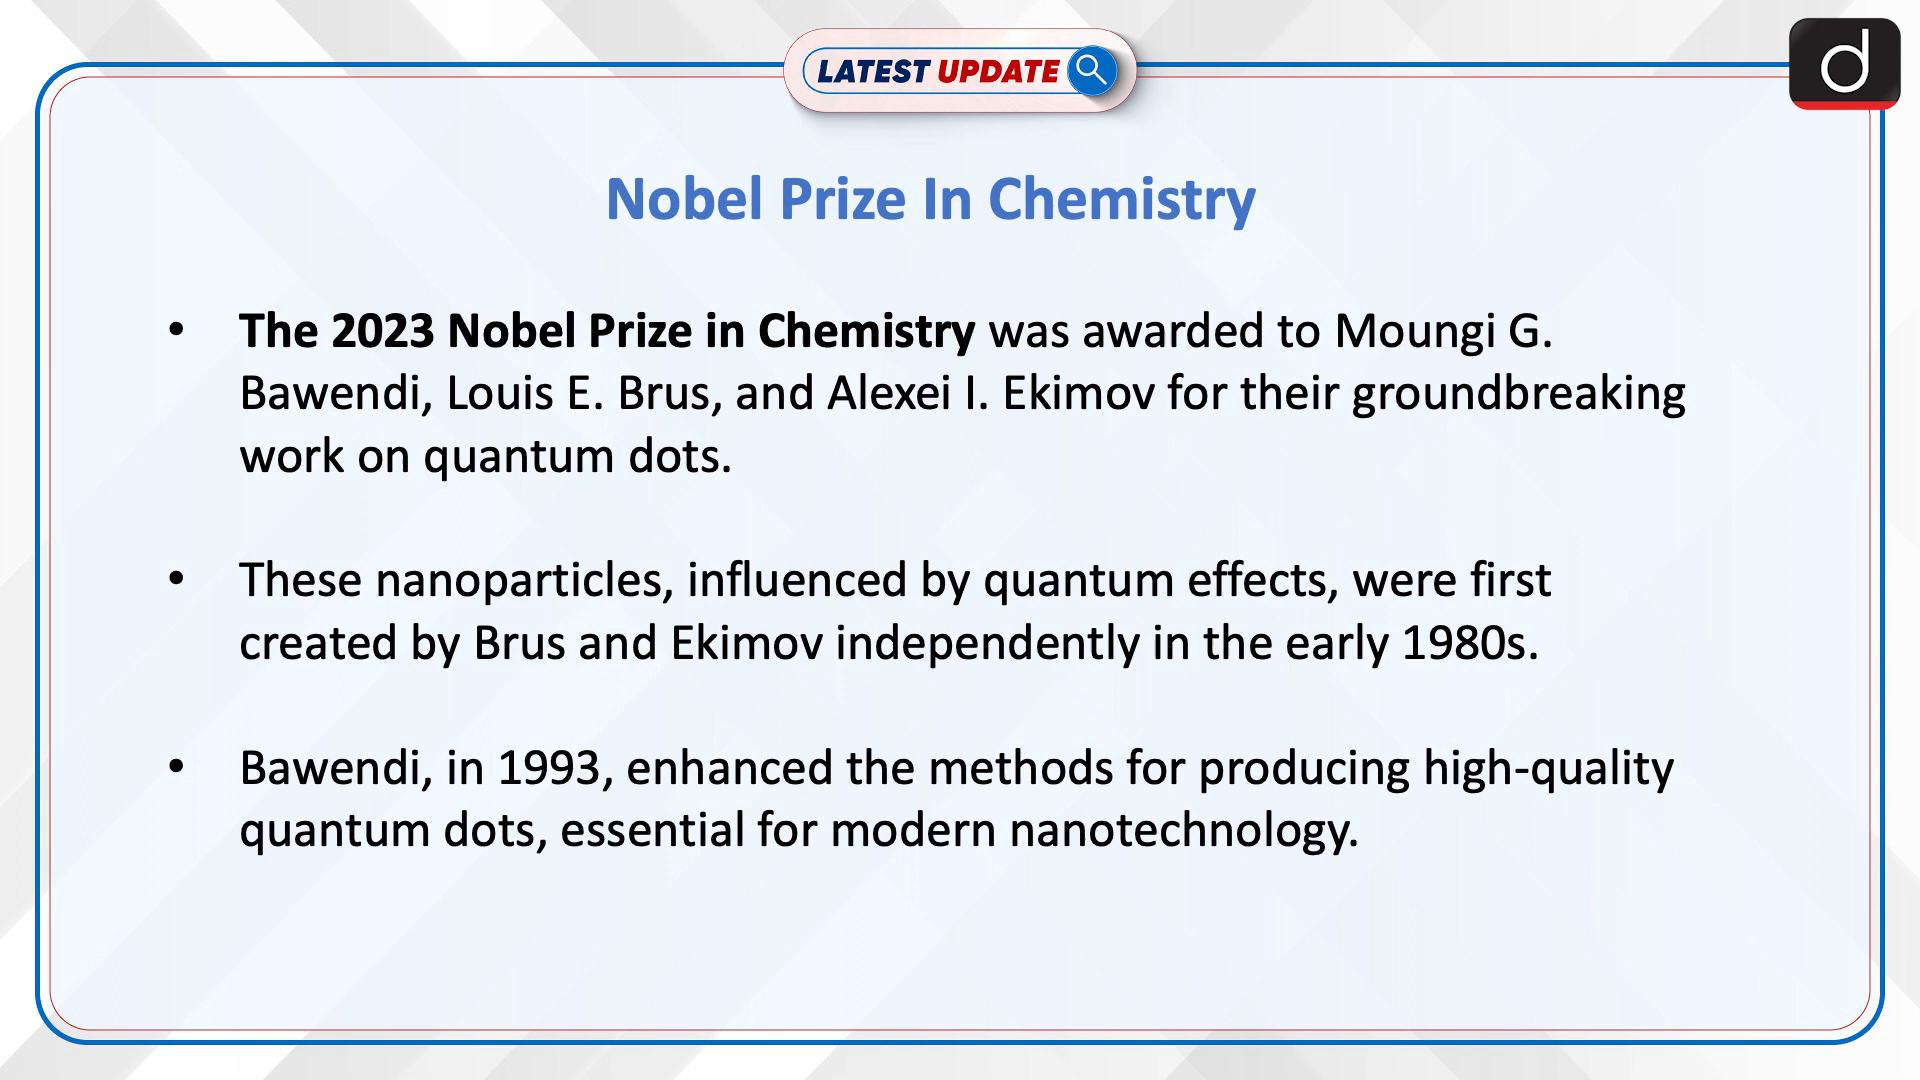 LATEST UPDATE
d
Nobel Prize In Chemistry
• The 2023 Nobel Prize in Chemistry was awarded to Moungi G.
Bawendi, Louis E. Brus, and Alexei I. Ekimov for their groundbreaking
work on quantum dots.
• These nanoparticles, influenced by quantum effects, were first
created by Brus and Ekimov independently in the early 1980s.
• Bawendi, in 1993, enhanced the methods for producing high-quality
quantum dots, essential for modern nanotechnology.